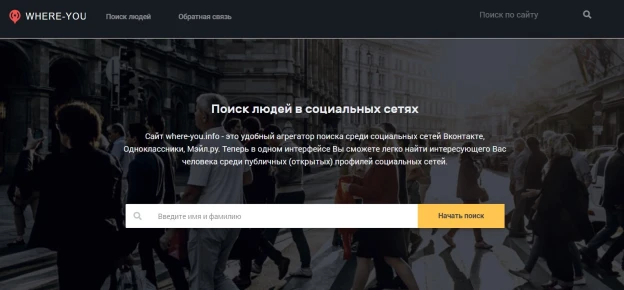 WHERE-YOU
Поиск людей
Обратная связь
Поиск по сайту
Поиск людей в социальных сетях
Сайт where-you.info - это удобный агрегатор поиска среди социальных сетей Вконтакте,
Одноклассники, Мэйл.ру. Теперь в одном интерфейсе Вы сможете легко найти интересующего Вас
человека среди публичных (открытых) профилей социальных сетей.
Введите имя и фамилию
Начать поиск